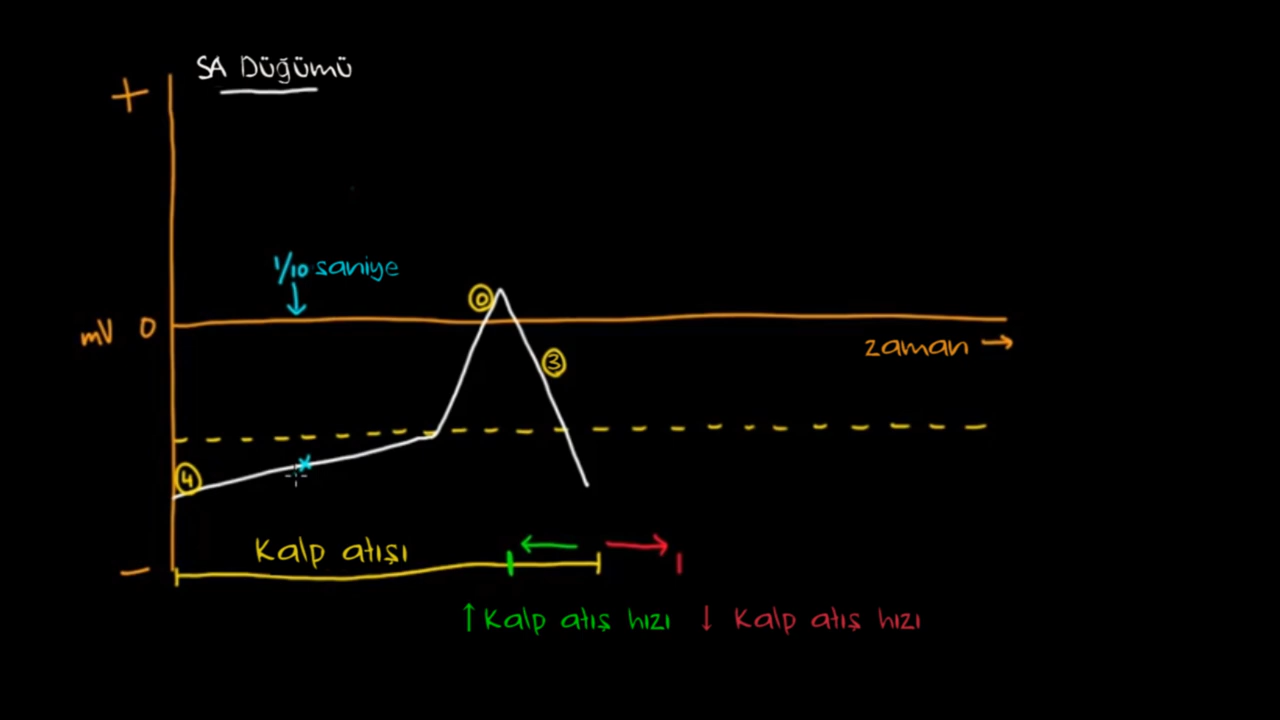 SA Düğümü
+
1/10 saniye
0
mV 0
3
zaman →
4
Kalp atışı
-
↑ Kalp atış hızı ↓ Kalp atış hızı